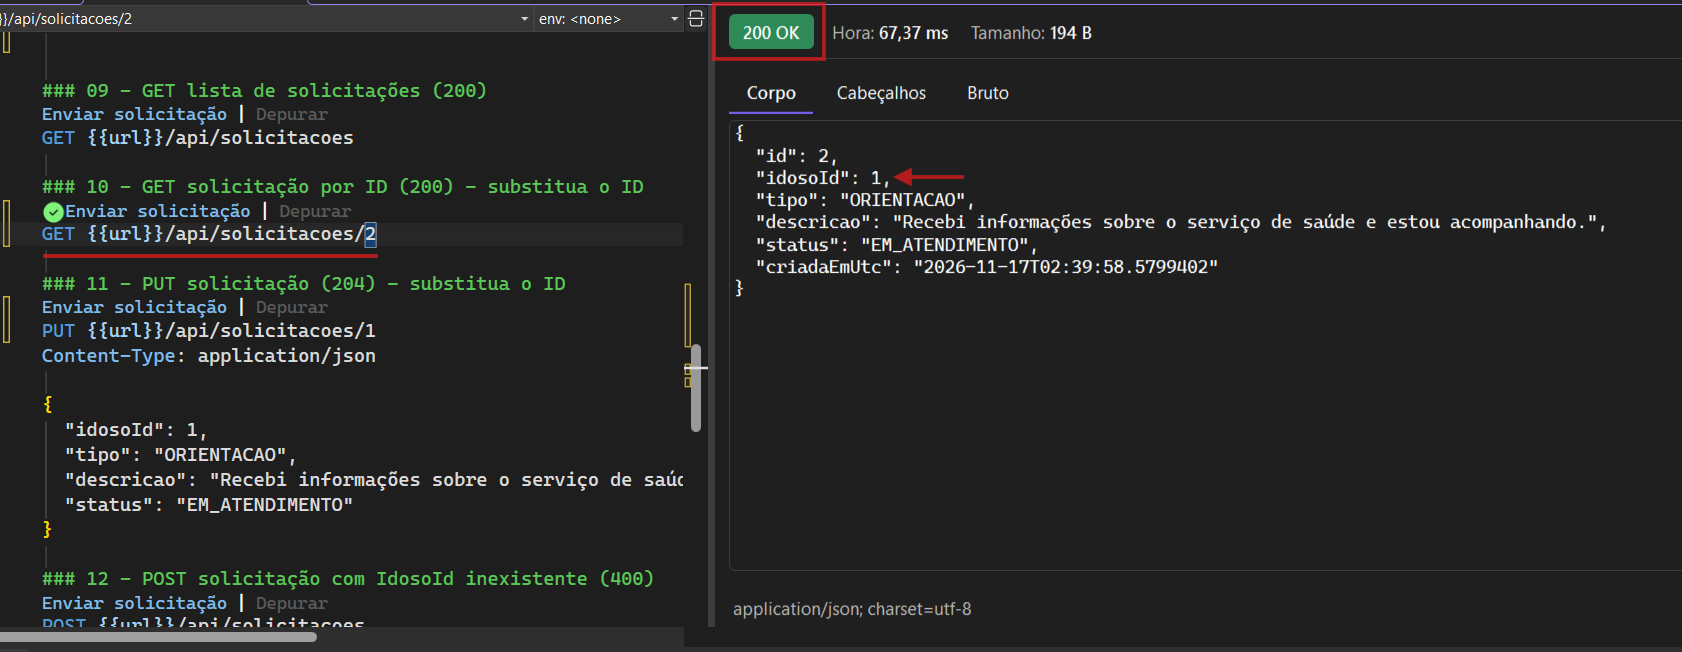 }}/api/solicitacoes/2
env: <none>
### 09 - GET lista de solicitações (200)
Enviar solicitação | Depurar
GET {{url}}/api/solicitacoes
### 10 - GET solicitação por ID (200) - substitua o ID
Enviar solicitação | Depurar
GET {{url}}/api/solicitacoes/2
### 11 - PUT solicitação (204) - substitua o ID
Enviar solicitação | Depurar
PUT {{url}}/api/solicitacoes/1
Content-Type: application/json
{
"idosoId": 1,
"tipo": "ORIENTACAO",
"descricao": "Recebi informações sobre o serviço de saúd
"status": "EM_ATENDIMENTO"
}
### 12 - POST solicitação com IdosoId inexistente (400)
Enviar solicitação | Depurar
POST {{url}}/api/solicitacoes
200 OK Hora: 67,37 ms Tamanho: 194 B
Corpo Cabeçalhos Bruto
{
"id": 2,
"idosoId": 1,
"tipo": "ORIENTACAO",
"descricao": "Recebi informações sobre o serviço de saúde e estou acompanhando.",
"status": "EM_ATENDIMENTO",
"criadaEmUtc": "2026-11-17T02:39:58.5799402"
}
application/json; charset=utf-8